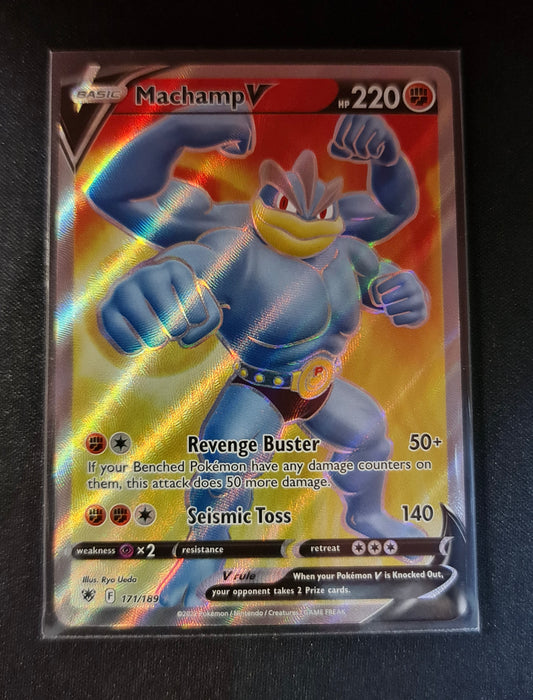 BASIC Machamp V HP 220
Revenge Buster 50+
If your Benched Pokémon have any damage counters on
them, this attack does 50 more damage.
Seismic Toss 140
weakness ×2 resistance retreat
Illus. Ryo Ueda
V rule When your Pokémon V is Knocked Out,
your opponent takes 2 Prize cards.
F 171/189
Pokémon / Nintendo / Creatures / GAME FREAK
P